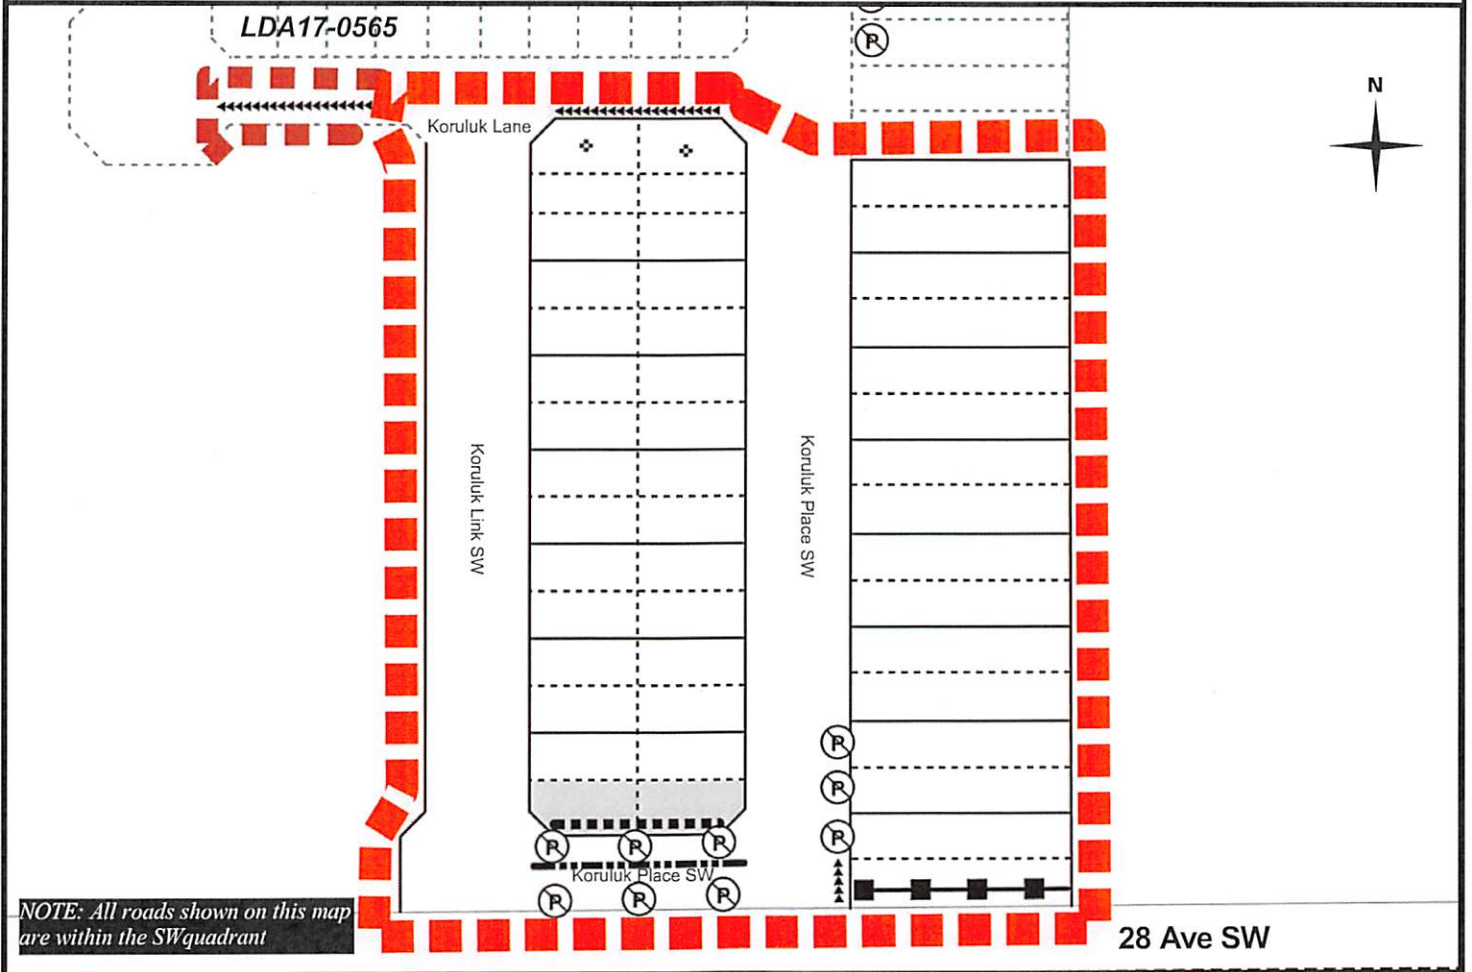 LDA17-0565
P
N
Koruluk Lane
Koruluk Link SW
Koruluk Place SW
P
P
P
P
P
P
Koruluk Place SW
P
P
P
NOTE: All roads shown on this map
are within the SWquadrant
28 Ave SW